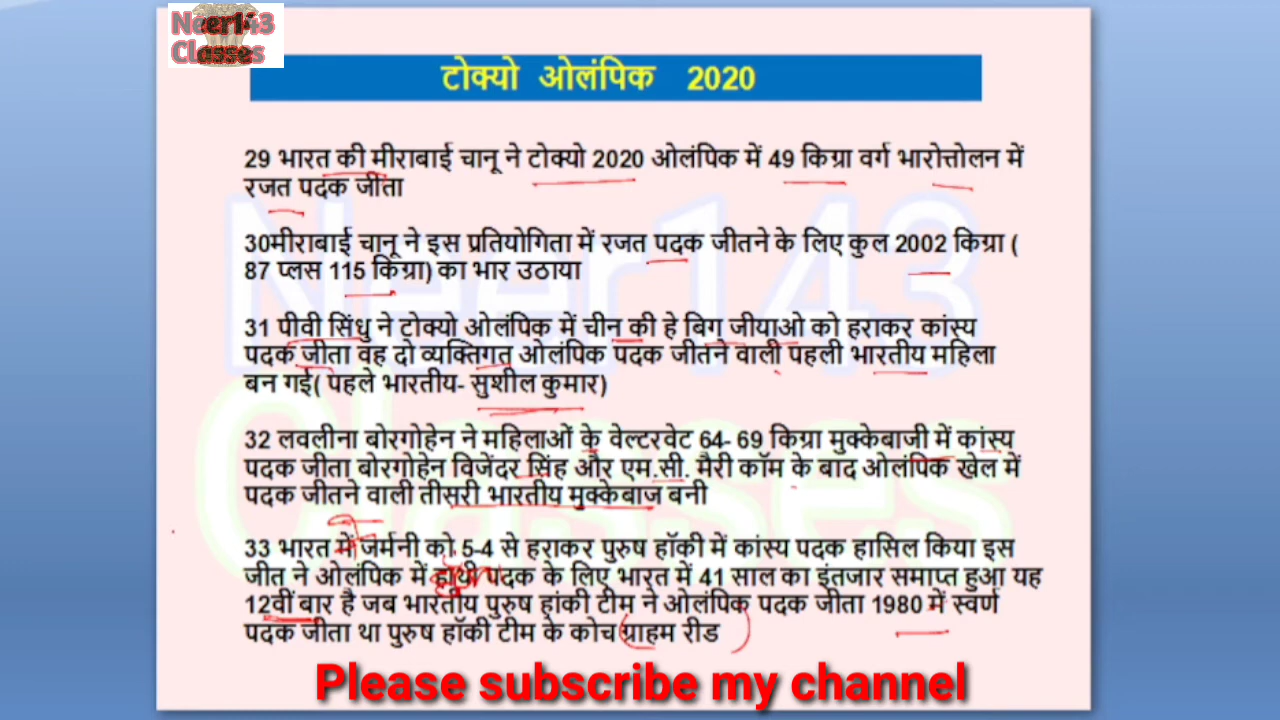 Neer143
Classes
टोक्यो ओलंपिक 2020
29 भारत की मीराबाई चानू ने टोक्यो 2020 ओलंपिक में 49 किग्रा वर्ग भारोत्तोलन में
रजत पदक जीता
30मीराबाई चानू ने इस प्रतियोगिता में रजत पदक जीतने के लिए कुल 2002 किग्रा (
87 प्लस 115 किग्रा) का भार उठाया
31 पीवी सिंधु ने टोक्यो ओलंपिक में चीन की हे बिग जीयाओ को हराकर कांस्य
पदक जीता वह दो व्यक्तिगत ओलंपिक पदक जीतने वाली पहली भारतीय महिला
बन गई( पहले भारतीय- सुशील कुमार)
32 लवलीना बोरगोहेन ने महिलाओं के वेल्टरवेट 64- 69 किग्रा मुक्केबाजी में कांस्य
पदक जीता बोरगोहेन विजेंदर सिंह और एम.सी. मैरी कॉम के बाद ओलंपिक खेल में
पदक जीतने वाली तीसरी भारतीय मुक्केबाज बनी
33 भारत में जर्मनी को 5-4 से हराकर पुरुष हॉकी में कांस्य पदक हासिल किया इस
जीत ने ओलंपिक में पदक के लिए भारत में 41 साल का इंतजार समाप्त हुआ यह
12वीं बार है जब भारतीय पुरुष हांकी टीम ने ओलंपिक पदक जीता 1980 में स्वर्ण
पदक जीता था पुरुष हॉकी टीम के कोच ग्राहम रीड
Please subscribe my channel
Neer143
Classes